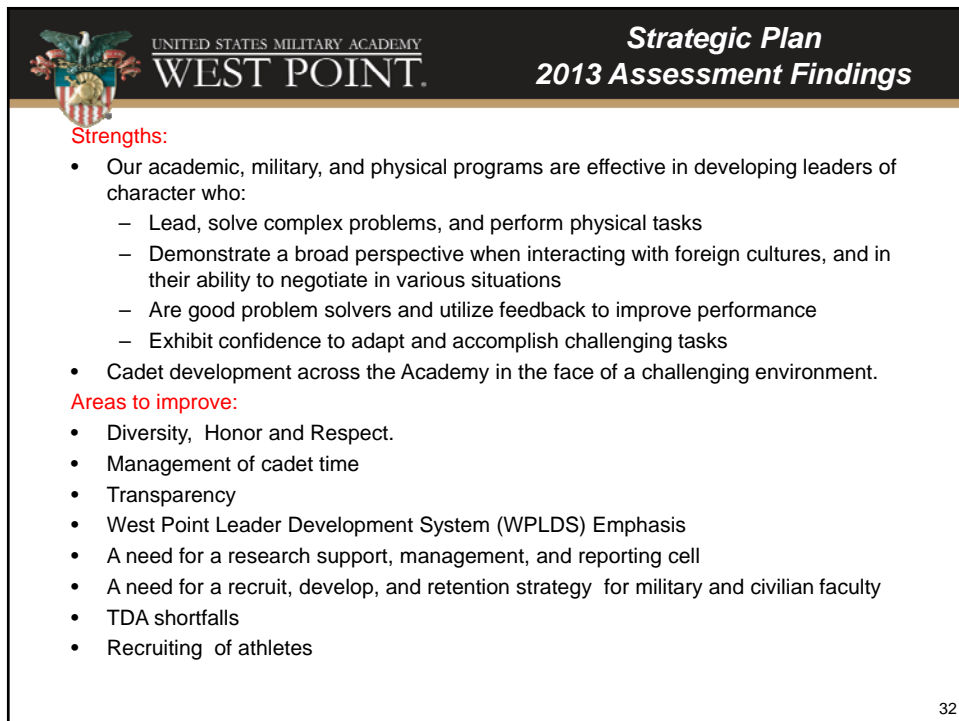 UNITED STATES MILITARY ACADEMY
WEST POINT.
Strategic Plan
2013 Assessment Findings
Strengths:
• Our academic, military, and physical programs are effective in developing leaders of
character who:
– Lead, solve complex problems, and perform physical tasks
– Demonstrate a broad perspective when interacting with foreign cultures, and in
their ability to negotiate in various situations
– Are good problem solvers and utilize feedback to improve performance
– Exhibit confidence to adapt and accomplish challenging tasks
• Cadet development across the Academy in the face of a challenging environment.
Areas to improve:
• Diversity, Honor and Respect.
• Management of cadet time
• Transparency
• West Point Leader Development System (WPLDS) Emphasis
• A need for a research support, management, and reporting cell
• A need for a recruit, develop, and retention strategy for military and civilian faculty
• TDA shortfalls
• Recruiting of athletes
32